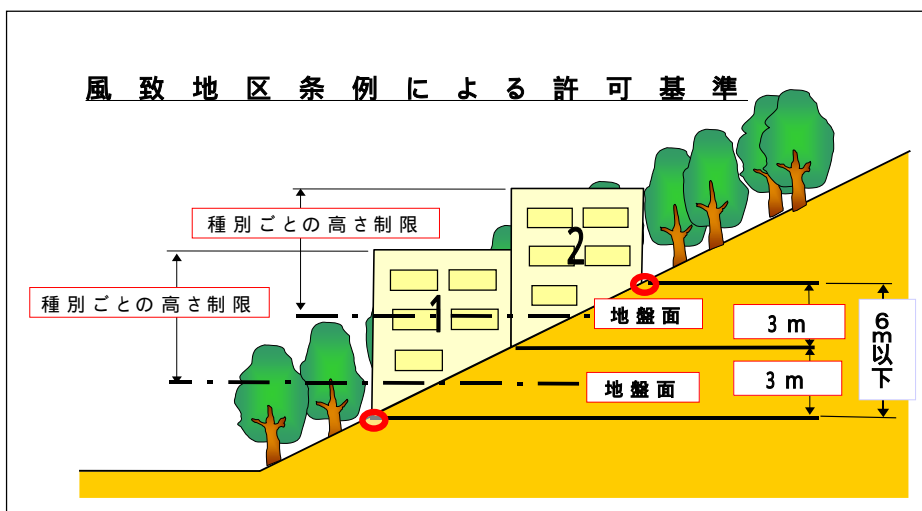 風致地区条例による許可基準
種別ごとの高さ制限
種別ごとの高さ制限
2
1
地盤面
3m
6m以下
地盤面
3m